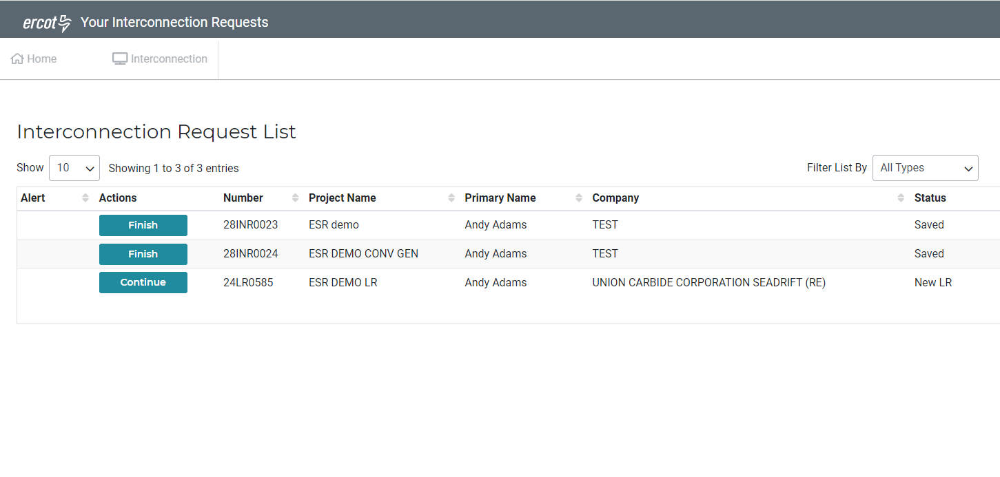 ercot Your Interconnection Requests
Home Interconnection
Interconnection Request List
Show 10 Showing 1 to 3 of 3 entries Filter List By All Types
Alert Actions Number Project Name Primary Name Company Status
Finish 28INR0023 ESR demo Andy Adams TEST Saved
Finish 28INR0024 ESR DEMO CONV GEN Andy Adams TEST Saved
Continue 24LR0585 ESR DEMO LR Andy Adams UNION CARBIDE CORPORATION SEADRIFT (RE) New LR